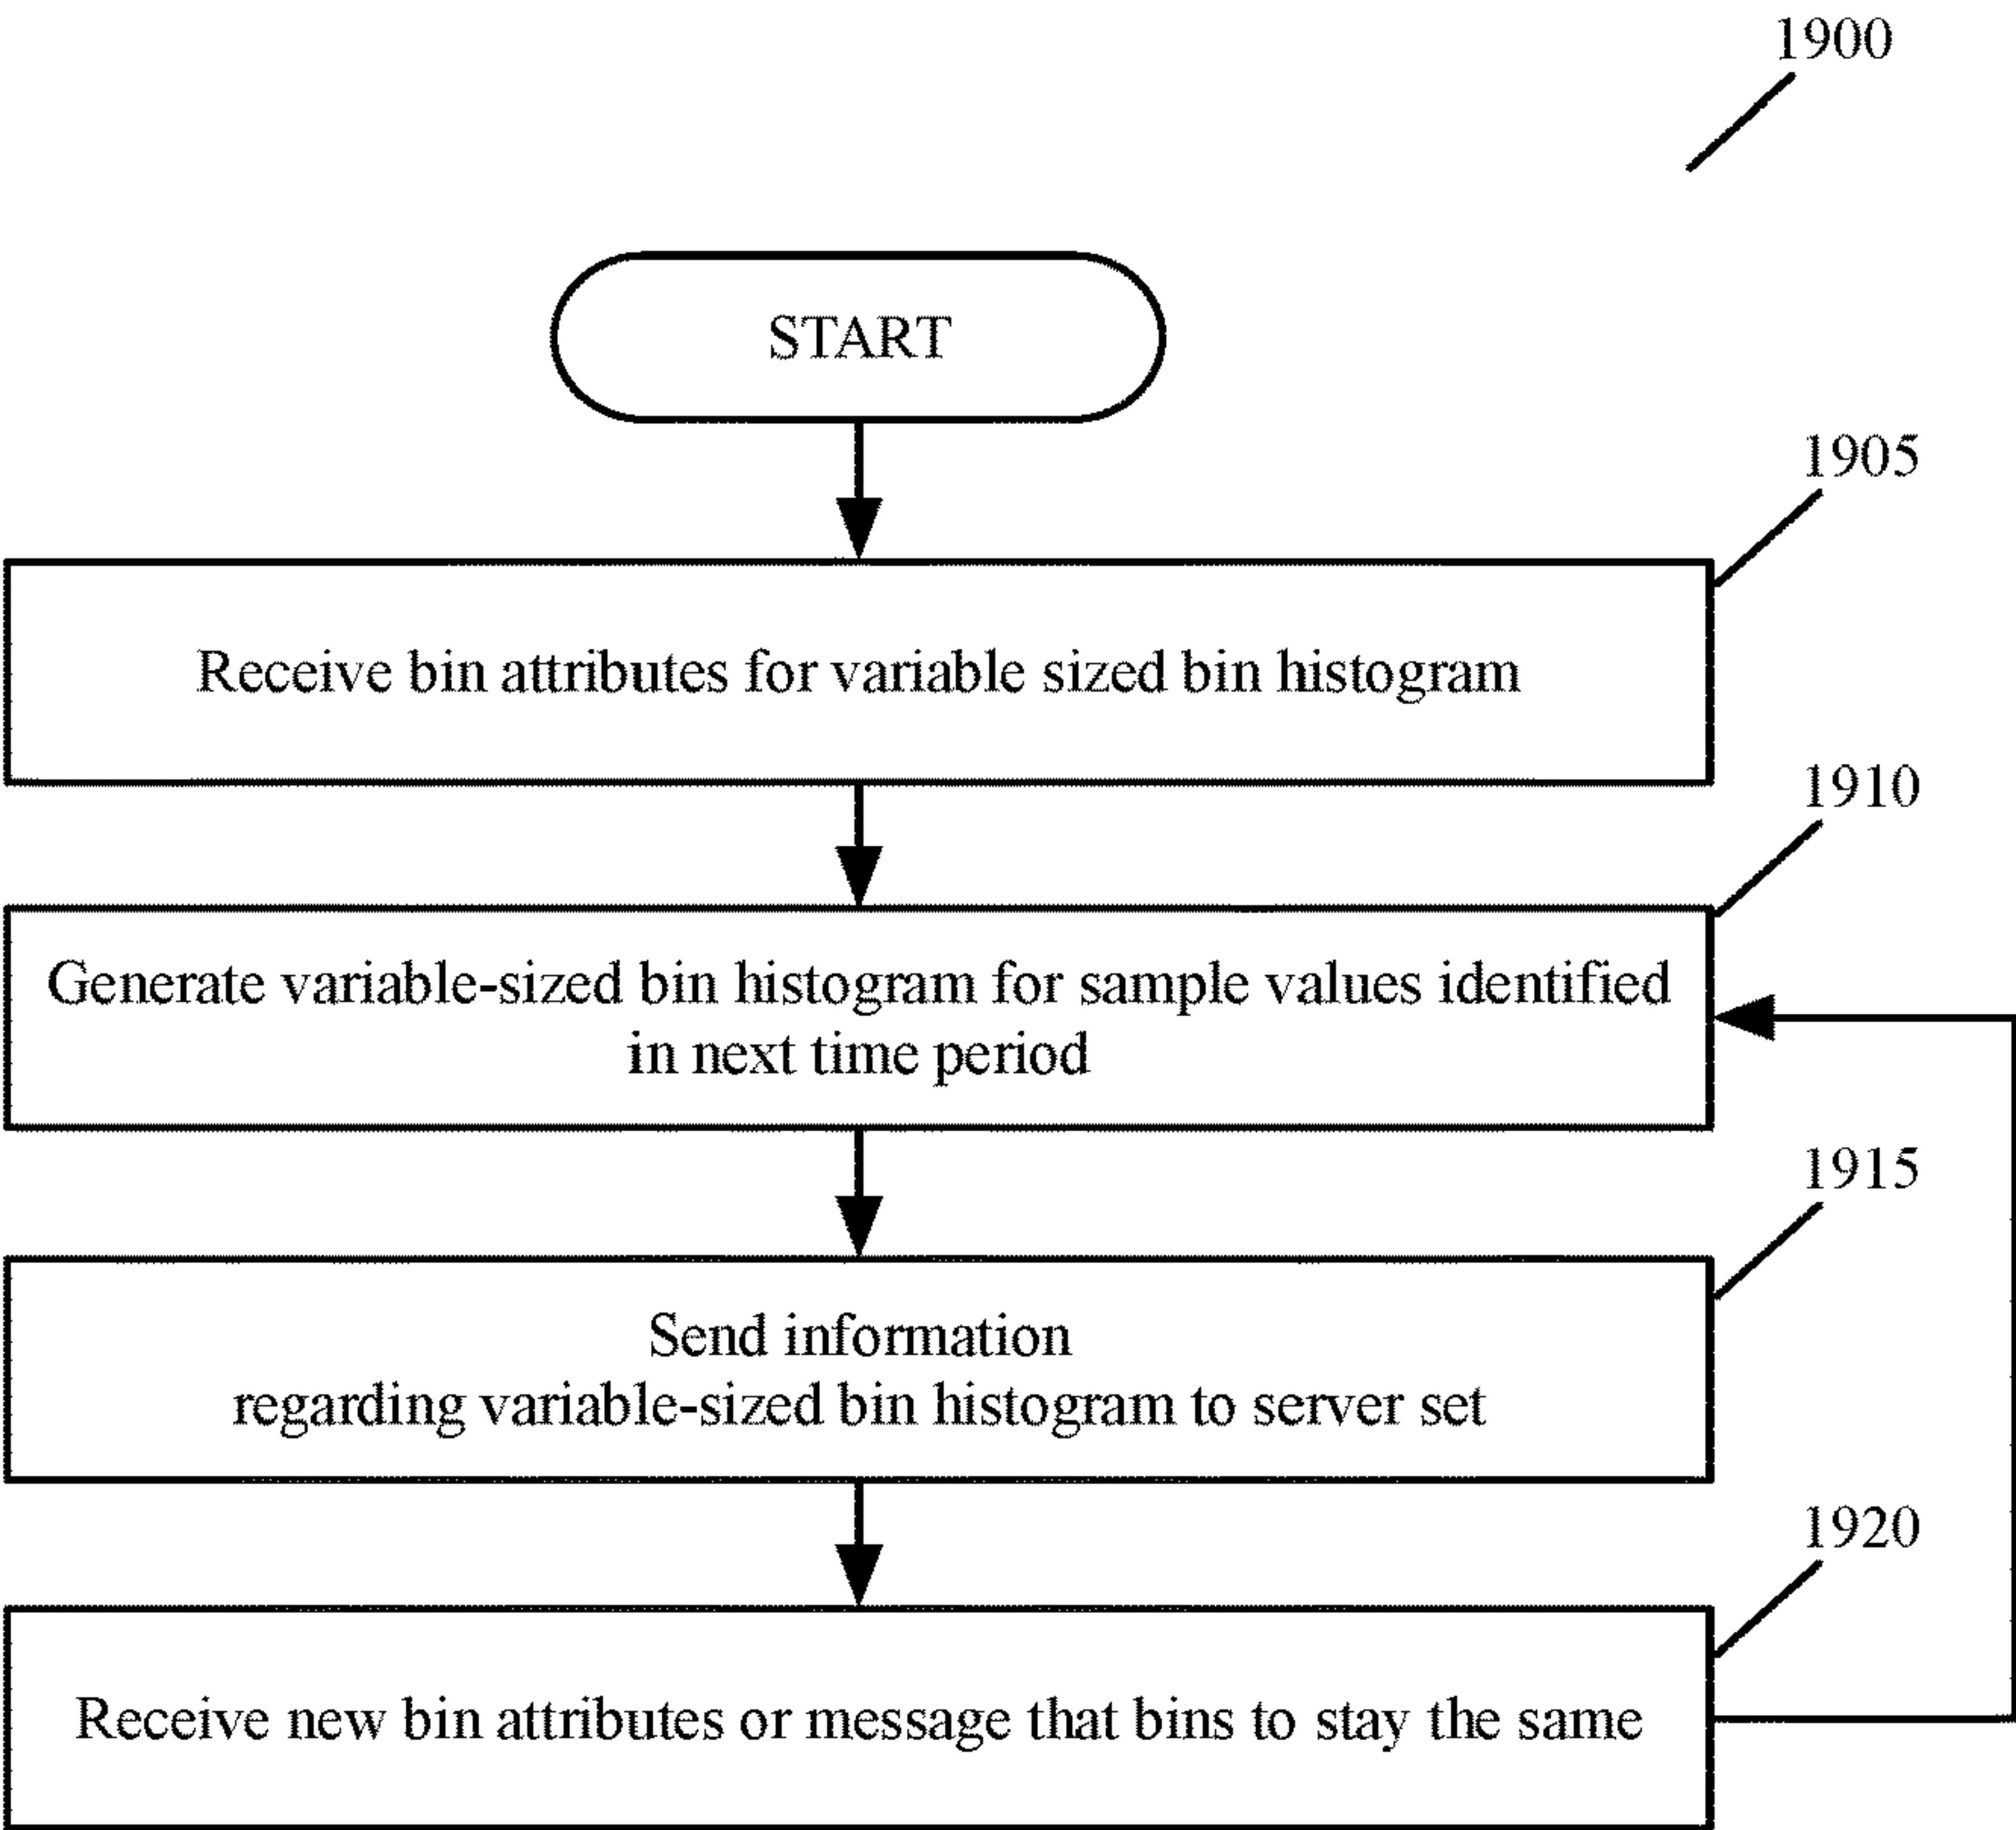 1900
START
1905
Receive bin attributes for variable sized bin histogram
1910
Generate variable-sized bin histogram for sample values identified
in next time period
1915
Send information
regarding variable-sized bin histogram to server set
1920
Receive new bin attributes or message that bins to stay the same